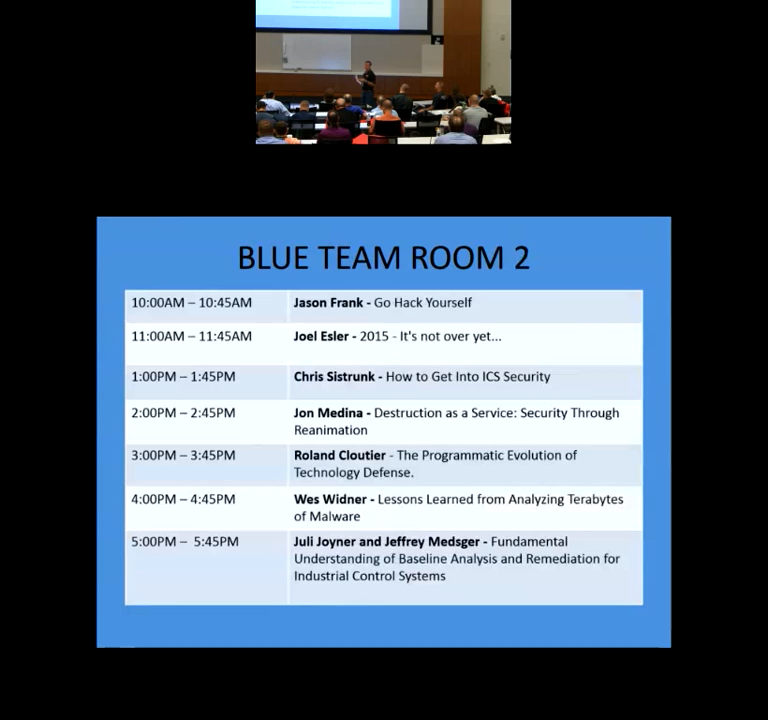 BLUE TEAM ROOM 2
10:00AM – 10:45AM Jason Frank - Go Hack Yourself
11:00AM – 11:45AM Joel Esler - 2015 - It's not over yet...
1:00PM – 1:45PM Chris Sistrunk - How to Get Into ICS Security
2:00PM – 2:45PM Jon Medina - Destruction as a Service: Security Through
Reanimation
3:00PM – 3:45PM Roland Cloutier - The Programmatic Evolution of
Technology Defense.
4:00PM – 4:45PM Wes Widner - Lessons Learned from Analyzing Terabytes
of Malware
5:00PM – 5:45PM Juli Joyner and Jeffrey Medsger - Fundamental
Understanding of Baseline Analysis and Remediation for
Industrial Control Systems